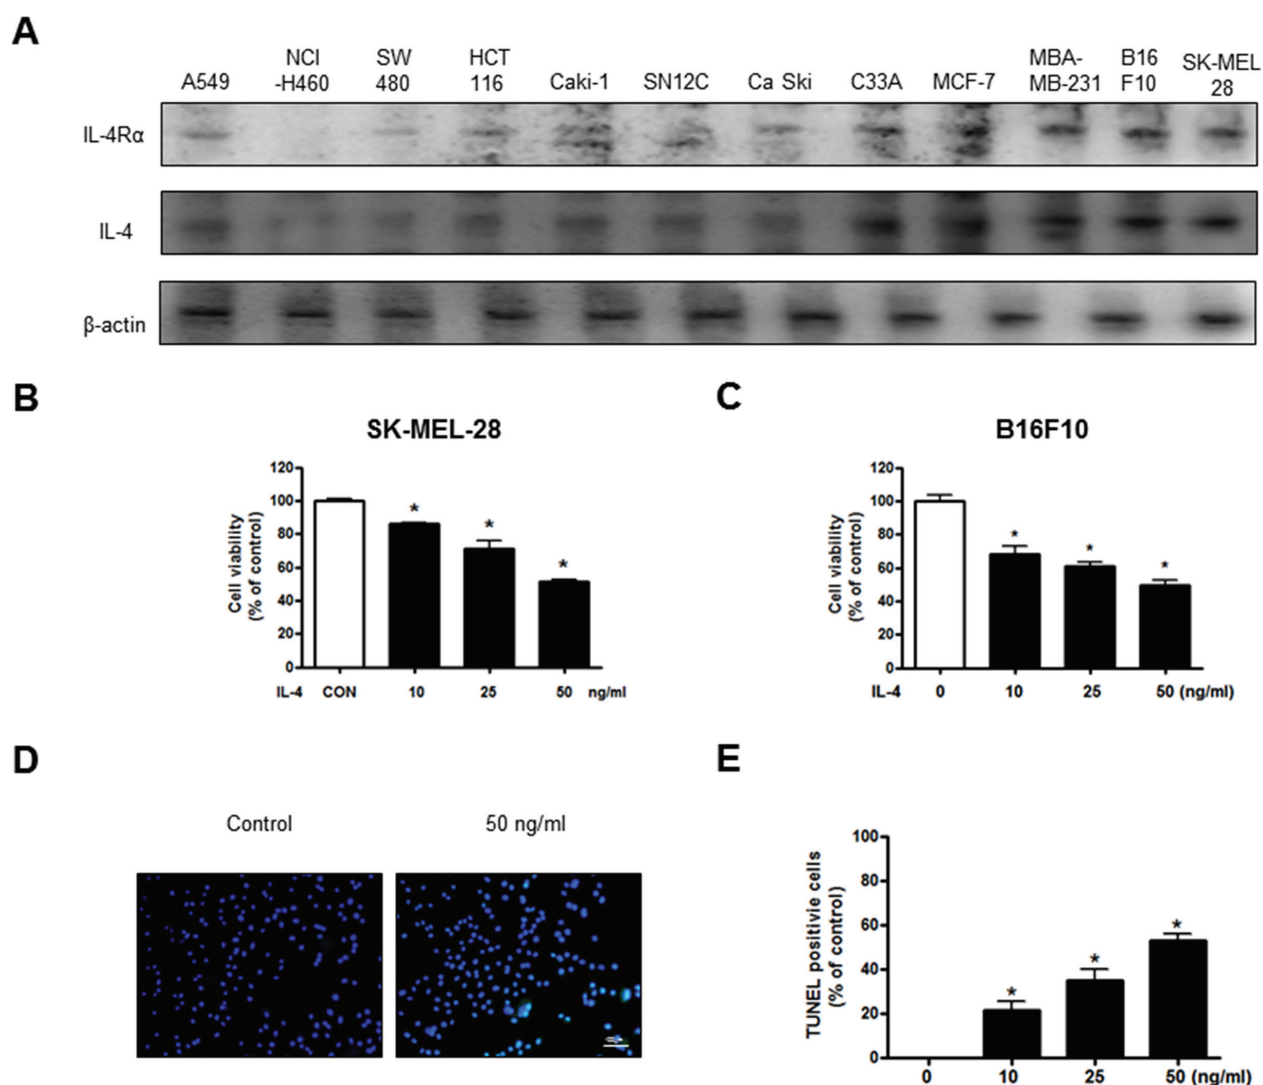 A
A549
NCI
-H460
SW
480
HCT
116
Caki-1
SN12C
Ca Ski
C33A
MCF-7
MBA-
MB-231
B16
F10
SK-MEL
28
IL-4Rα
IL-4
β-actin
B
SK-MEL-28
Cell viability
(% of control)
120
100
80
60
40
20
0
*
*
*
IL-4 CON 10 25 50 ng/ml
C
B16F10
Cell viability
(% of control)
120
100
80
60
40
20
0
*
*
*
IL-4 0 10 25 50 (ng/ml)
D
Control
50 ng/ml
E
TUNEL positivie cells
(% of control)
100
80
60
40
20
0
*
*
*
0 10 25 50 (ng/ml)